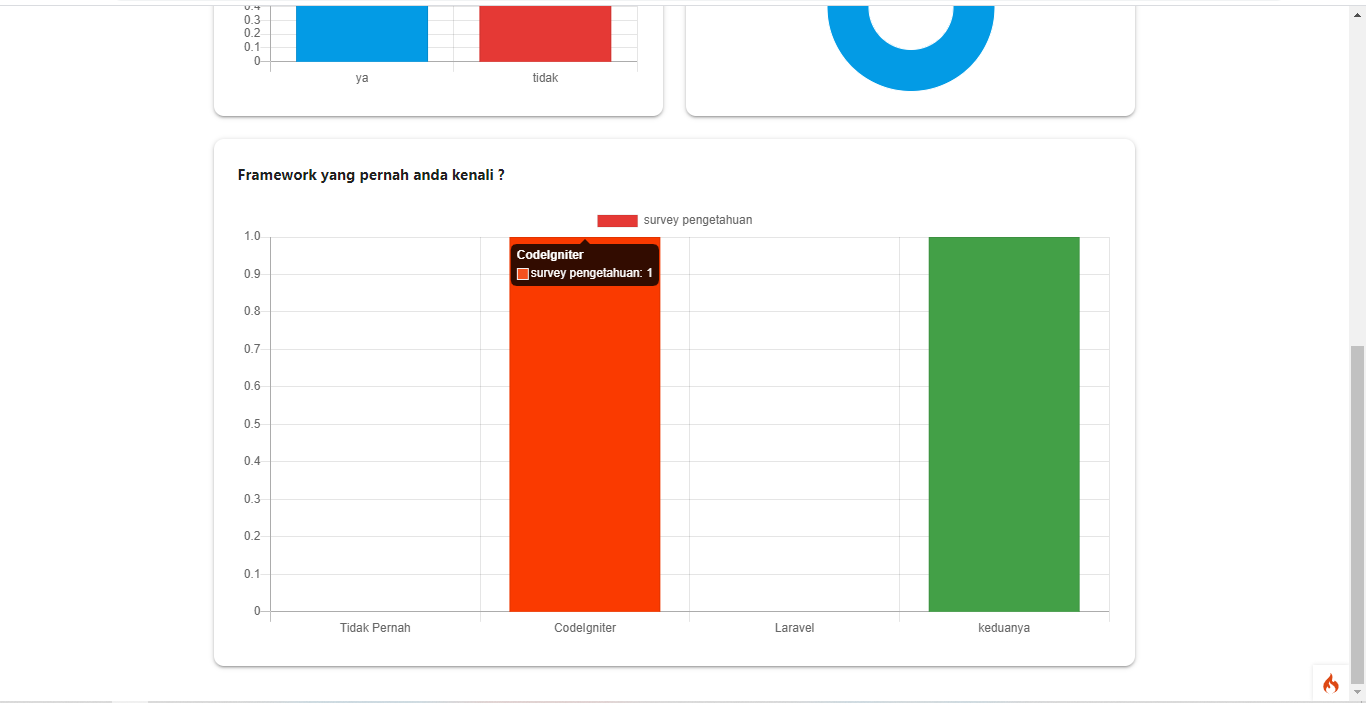 0.4
0.3
0.2
0.1
0
ya
tidak
Framework yang pernah anda kenali ?
survey pengetahuan
1.0
CodeIgniter
survey pengetahuan: 1
0.9
0.8
0.7
0.6
0.5
0.4
0.3
0.2
0.1
0
Tidak Pernah
CodeIgniter
Laravel
keduanya